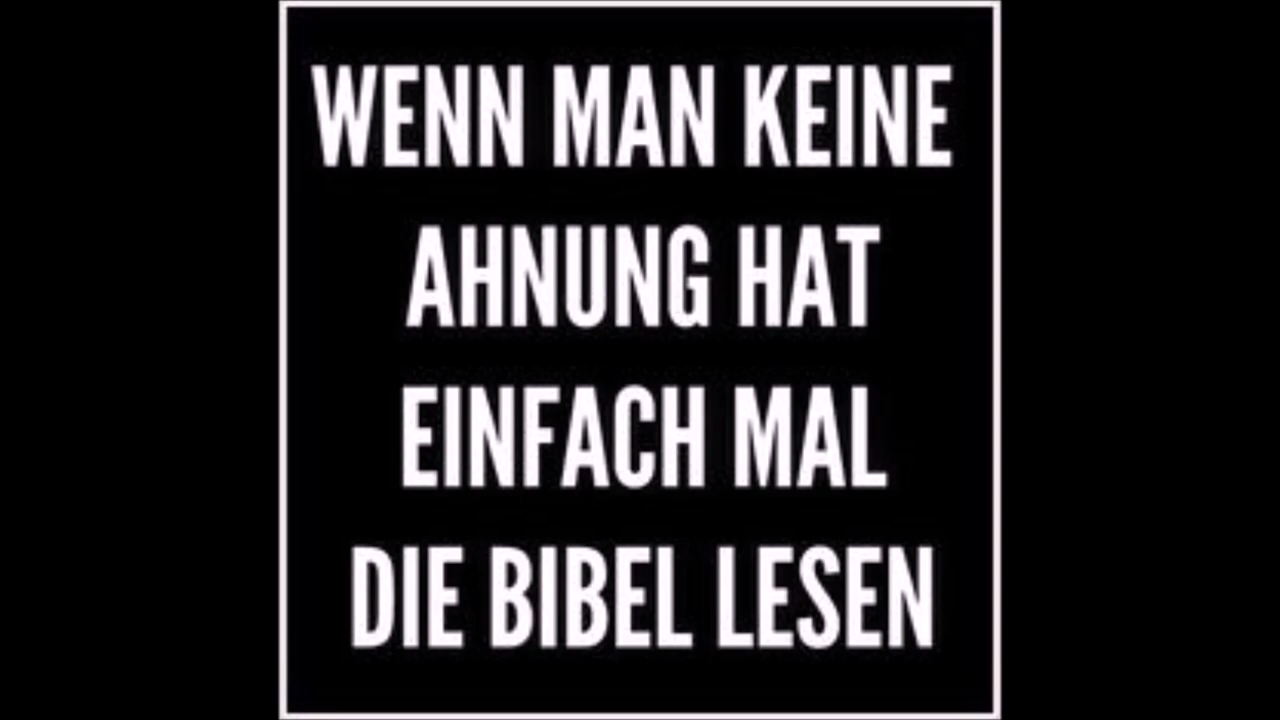 WENN MAN KEINE
AHNUNG HAT
EINFACH MAL
DIE BIBEL LESEN